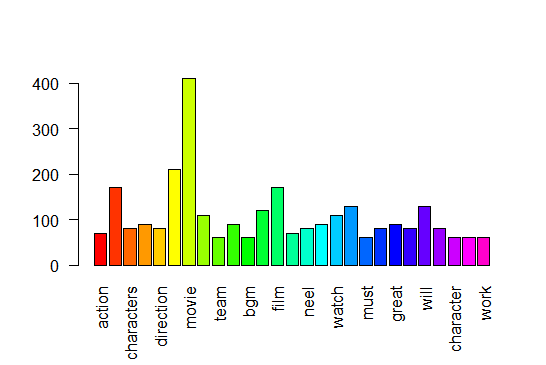 400
300
200
100
0
action
characters
direction
movie
team
bgm
film
neel
watch
must
great
will
character
work